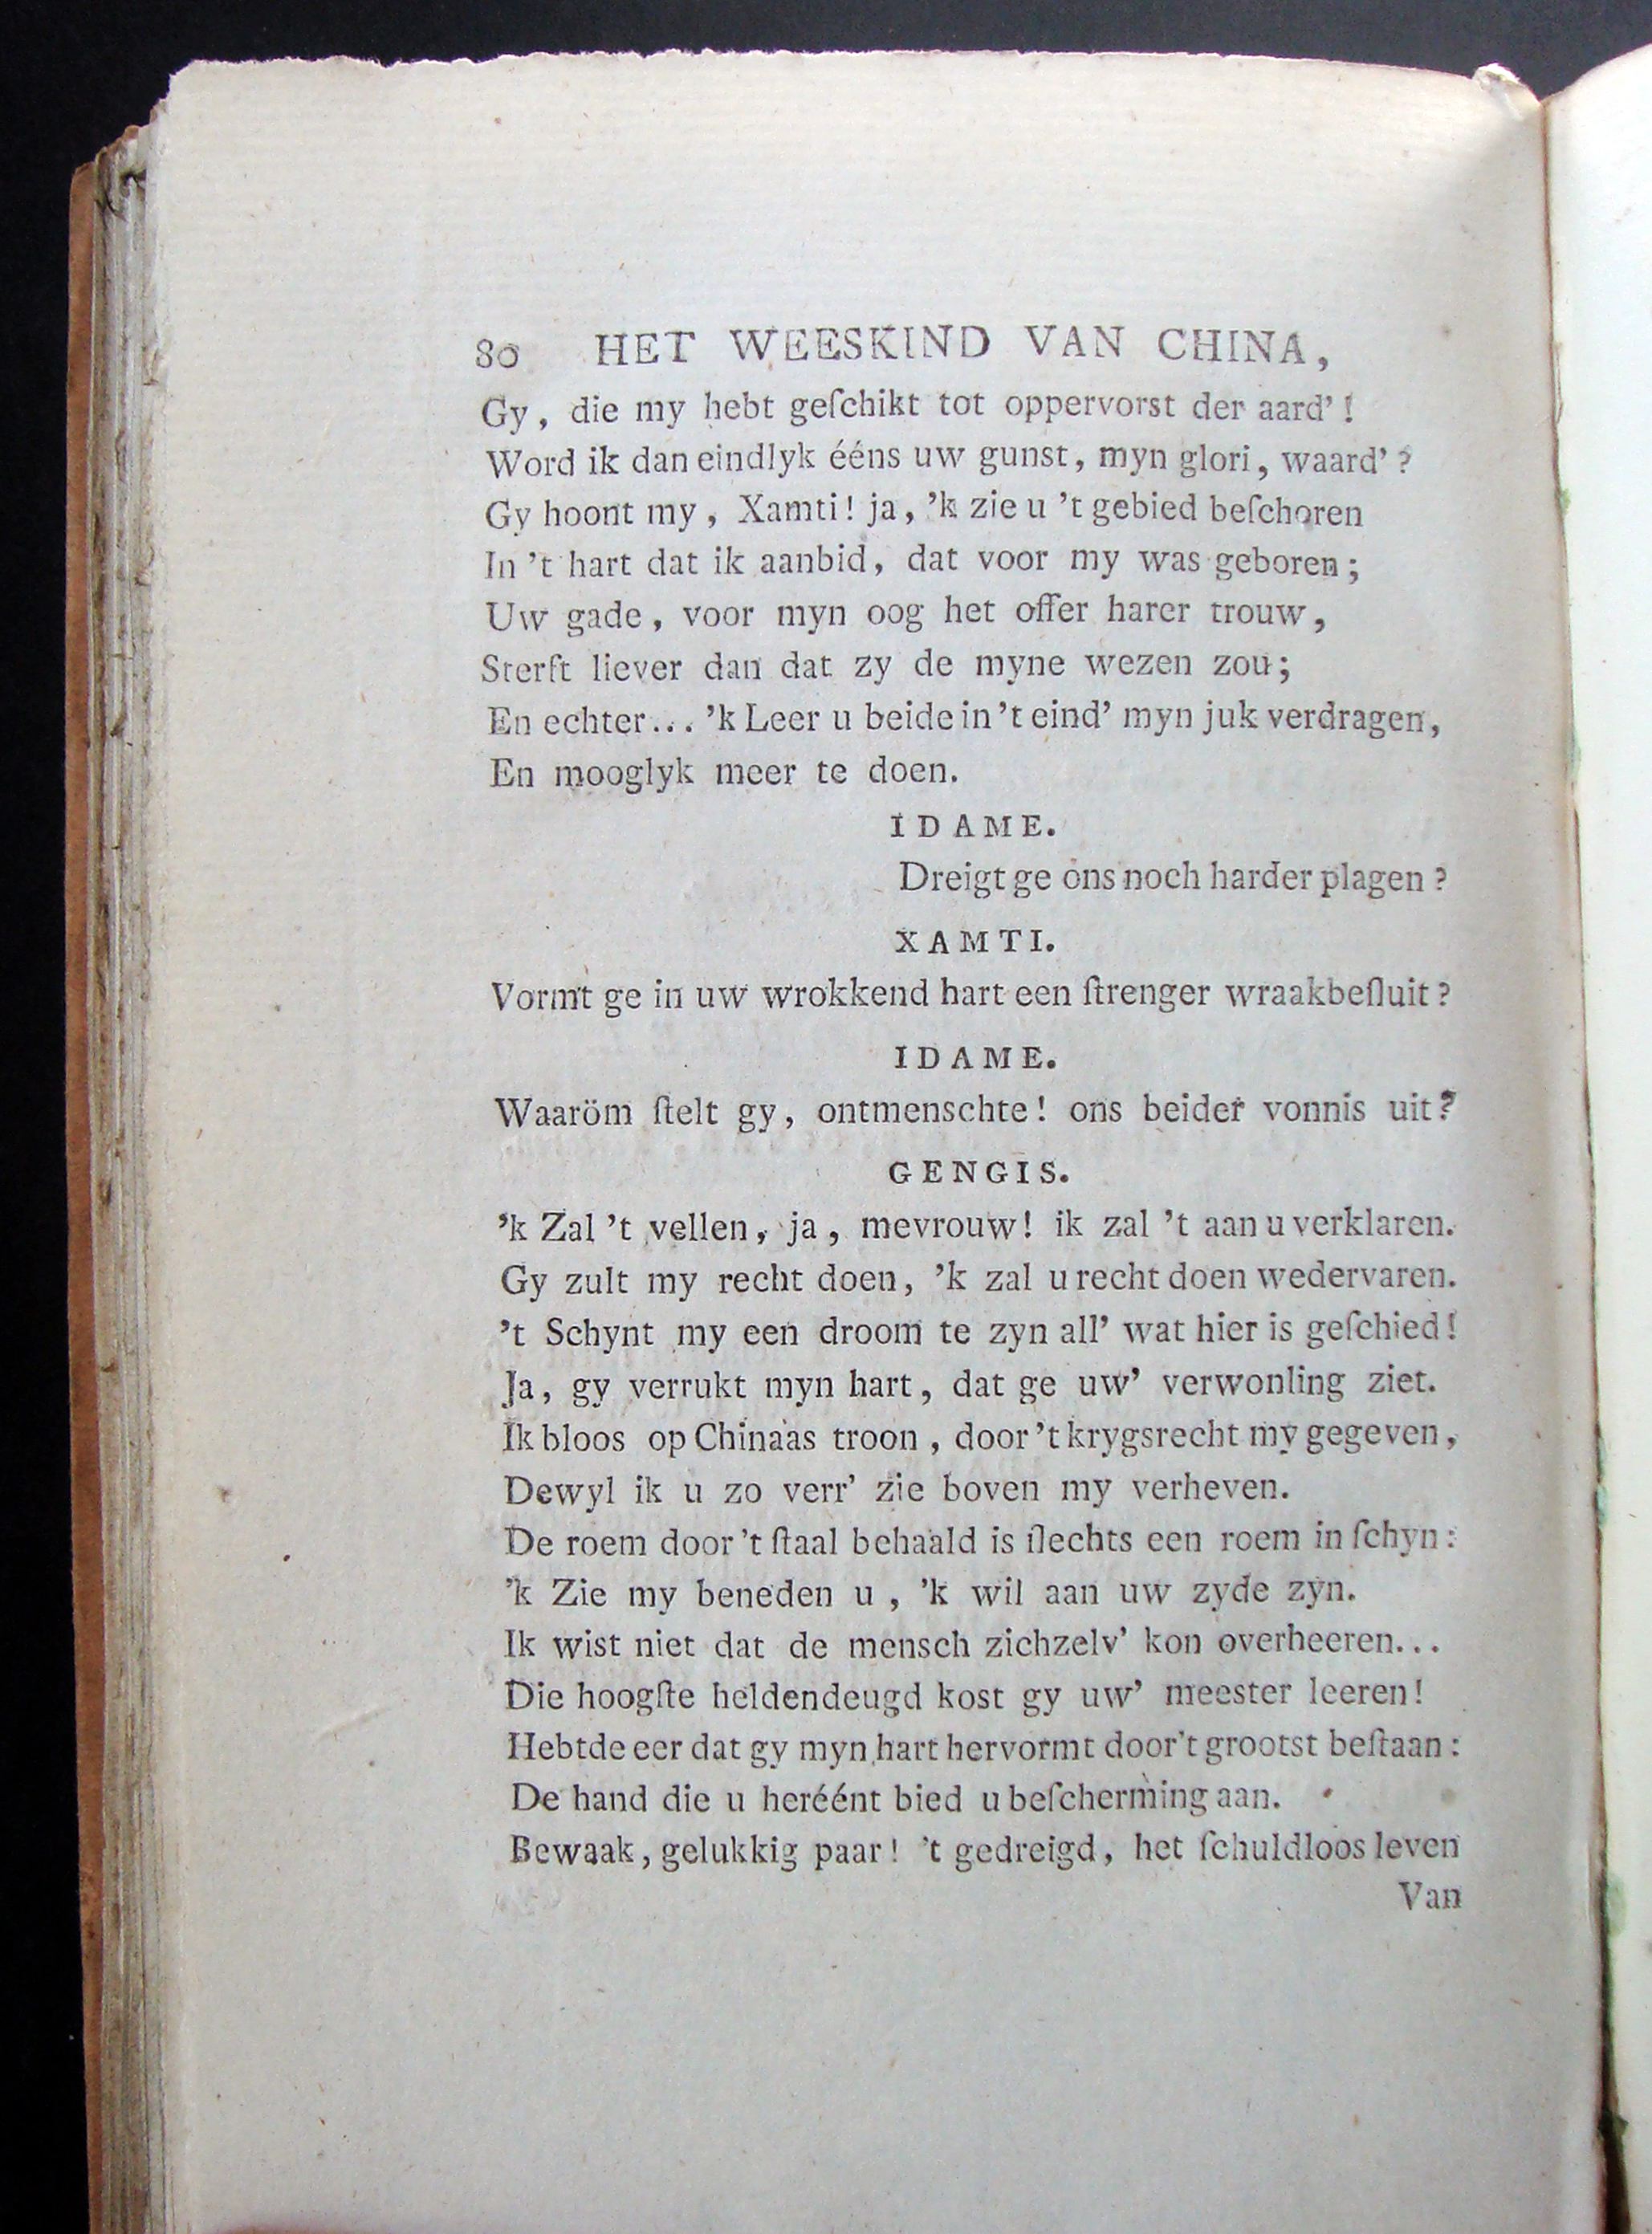 80 HET WEESKIND VAN CHINA,
Gy, die my hebt geſchikt tot oppervorst der aard’!
Word ik dan eindlyk ééns uw gunst, myn glori, waard’?
Gy hoont my, Xamti! ja, ’k zie u ’t gebied beſchoren
In ’t hart dat ik aanbid, dat voor my was geboren;
Uw gade, voor myn oog het offer harer trouw,
Sterft liever dan dat zy de myne wezen zou;
En echter... ’k Leer u beide in ’t eind’ myn juk verdragen,
En mooglyk meer te doen.
IDAME.
Dreigt ge ons noch harder plagen?
XAMTI.
Vormt ge in uw wrokkend hart een ſtrenger wraakbeſluit?
IDAME.
Waaröm ſtelt gy, ontmenschte! ons beider vonnis uit?
GENGIS.
’k Zal ’t vellen, ja, mevrouw! ik zal ’t aan u verklaren.
Gy zult my recht doen, ’k zal u recht doen wedervaren.
’t Schynt my een droom te zyn all’ wat hier is geſchied!
Ja, gy verrukt myn hart, dat ge uw’ verwonling ziet.
Ik bloos op Chinaäs troon, door ’t krygsrecht my gegeven,
Dewyl ik u zo verr’ zie boven my verheven.
De roem door ’t ſtaal behaald is ſlechts een roem in ſchyn:
’k Zie my beneden u, ’k wil aan uw zyde zyn.
Ik wist niet dat de mensch zichzelv’ kon overheeren...
Die hoogſte heldendeugd kost gy uw’ meester leeren!
Hebt de eer dat gy myn hart hervormt door ’t grootst beſtaan:
De hand die u heréént bied u beſcherming aan.
Bewaak, gelukkig paar! ’t gedreigd, het ſchuldloos leven
Van